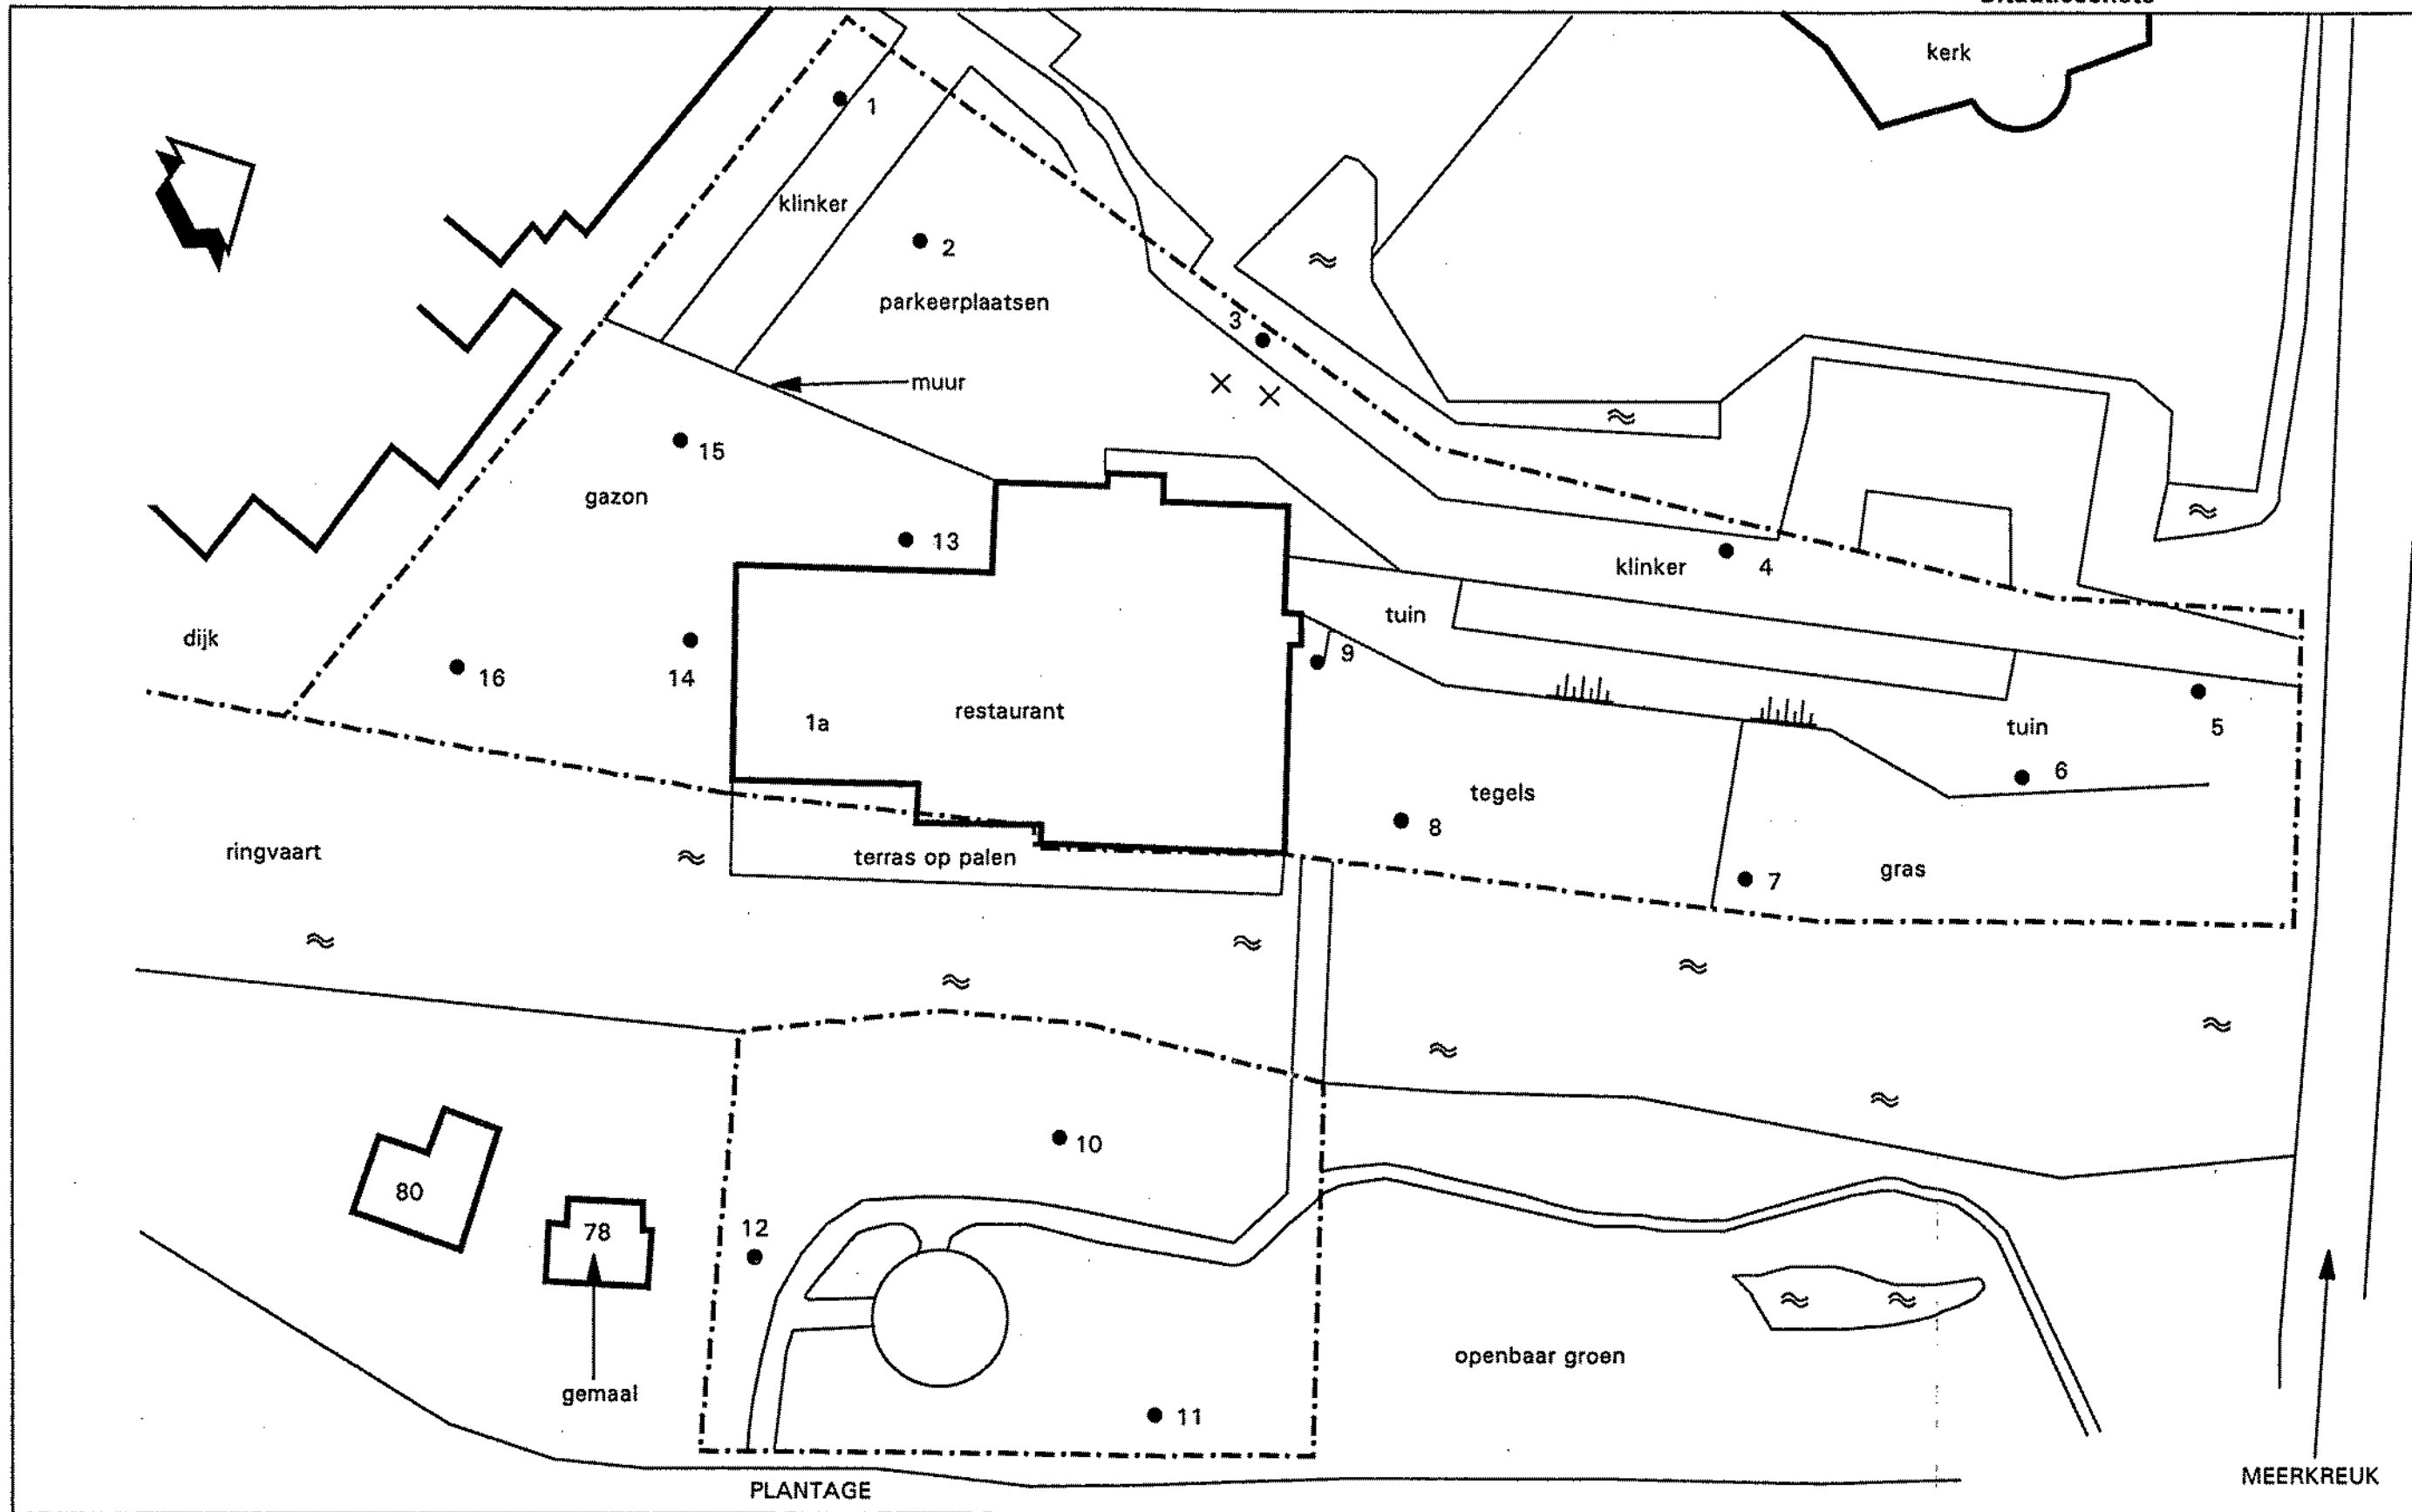 kerk
1
klinker
2
parkeerplaatsen
3
muur
15
gazon
13
klinker
4
tuin
dijk
9
16
14
restaurant
1a
tuin
5
6
tegels
8
ringvaart
terras op palen
gras
7
10
80
78
12
openbaar groen
gemaal
11
MEERKREUK
PLANTAGE